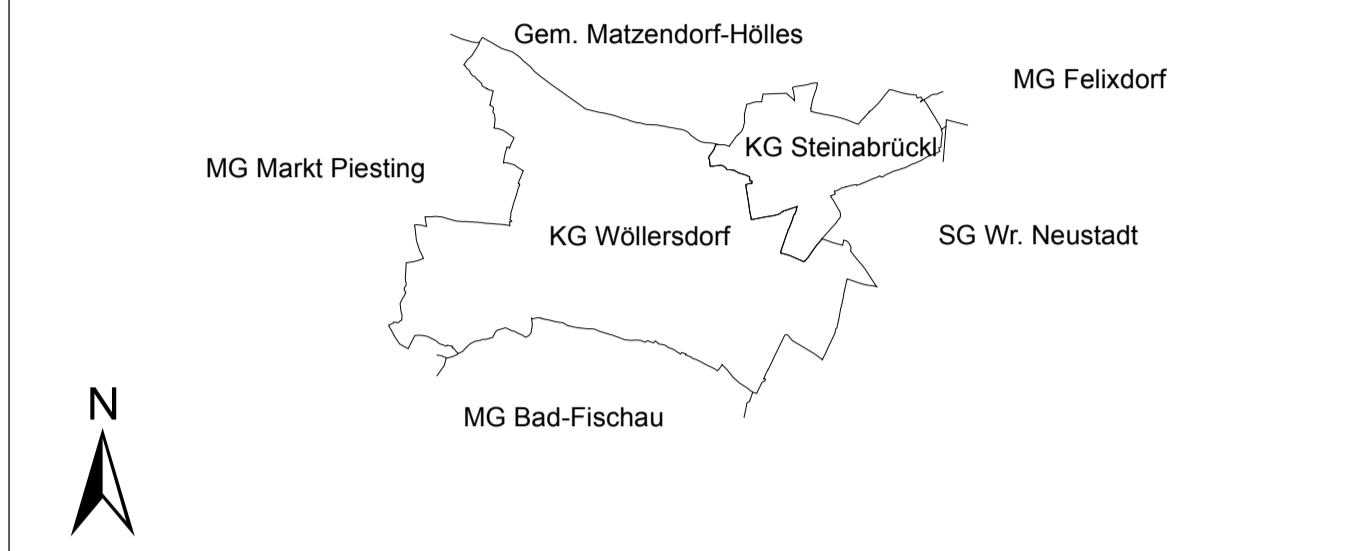 Gem. Matzendorf-Hölles
MG Felixdorf
KG Steinabrückl
MG Markt Piesting
KG Wöllersdorf
SG Wr. Neustadt
N
MG Bad-Fischau